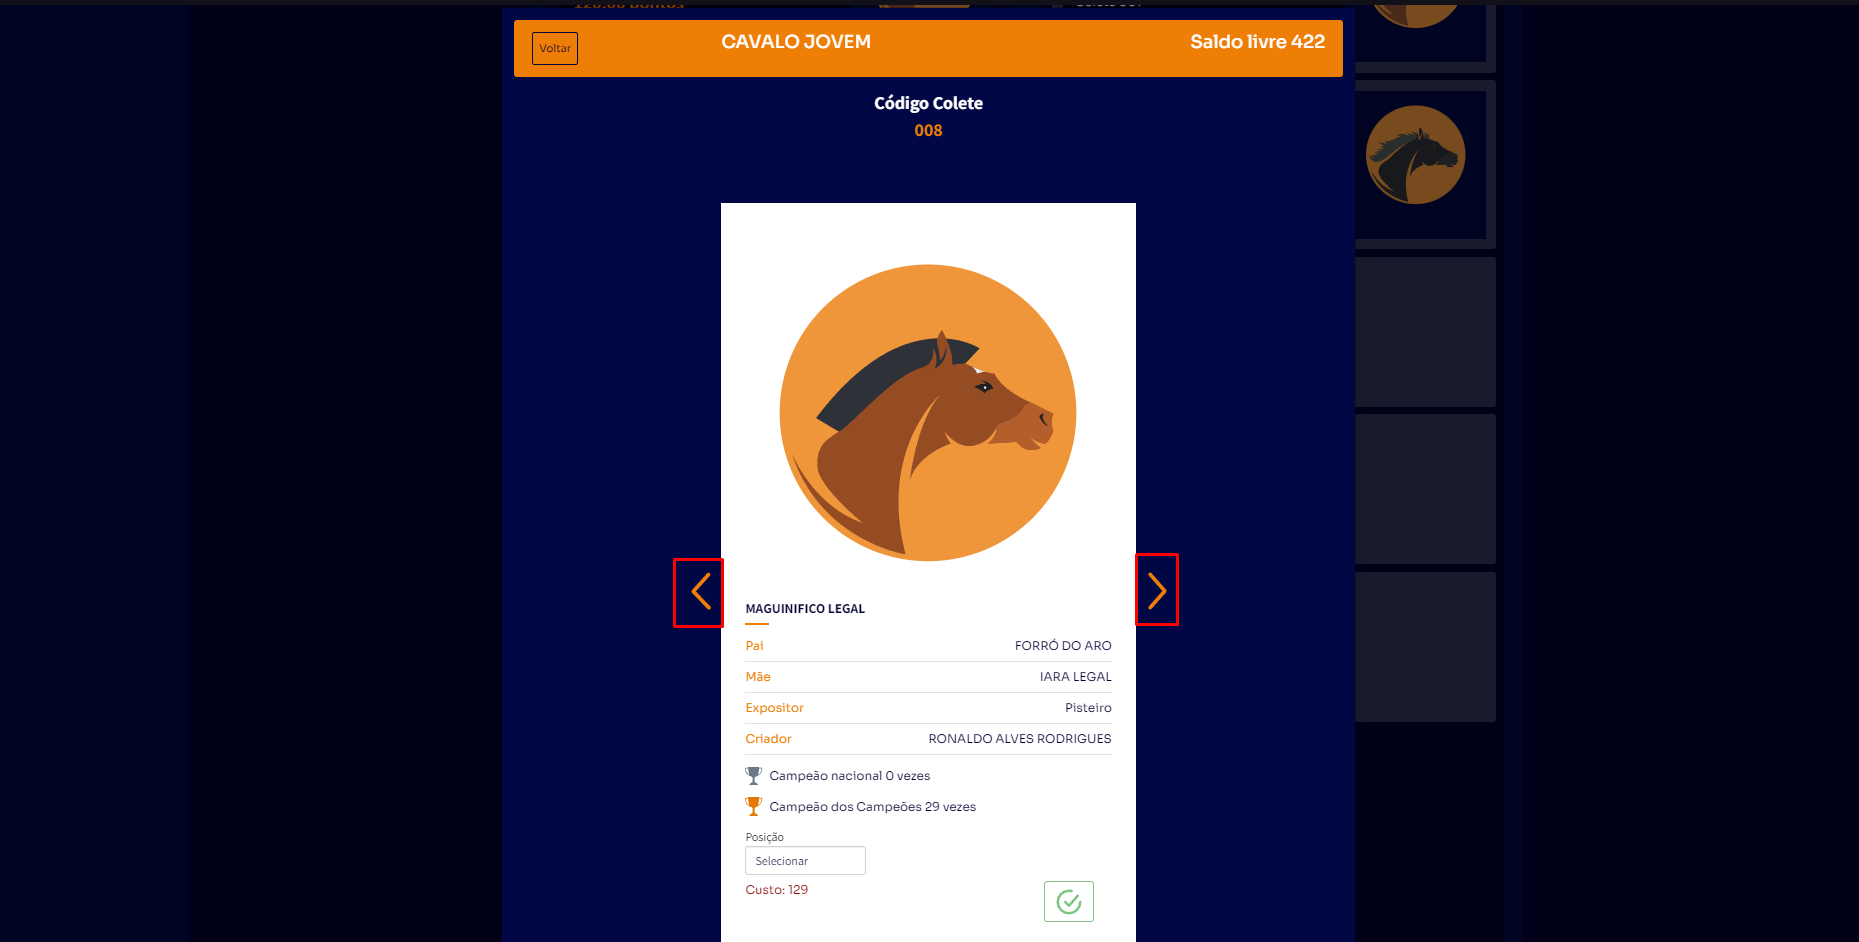 Voltar
CAVALO JOVEM
Saldo livre 422
Código Colete
008
MAGUINIFICO LEGAL
Pai FORRÓ DO ARO
Mãe IARA LEGAL
Expositor Pisteiro
Criador RONALDO ALVES RODRIGUES
Campeão nacional 0 vezes
Campeão dos Campeões 29 vezes
Posição
Selecionar
Custo: 129